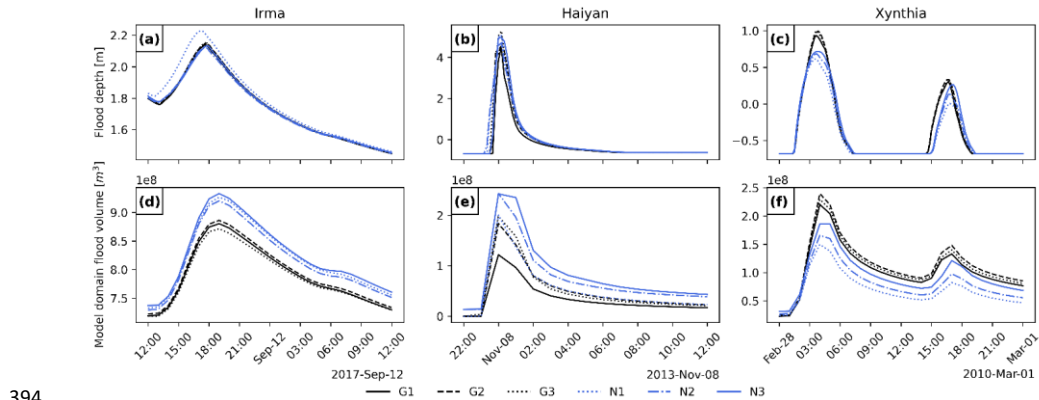 Irma Haiyan Xynthia
(a) (b) (c)
Flood depth [m]
2.2
2.0
1.8
1.6
4
2
0
1.0
0.5
0.0
−0.5
1e8 1e8 1e8
(d) (e) (f)
Model domain flood volume [m³]
9.0
8.5
8.0
7.5
2
1
0
2.5
2.0
1.5
1.0
0.5
12:00 15:00 18:00 21:00 Sep-12 03:00 06:00 09:00 12:00
22:00 Nov-08 02:00 04:00 06:00 08:00 10:00 12:00
Feb-28 03:00 06:00 09:00 12:00 15:00 18:00 21:00 Mar-01
2017-Sep-12 2013-Nov-08 2010-Mar-01
G1 G2 G3 N1 N2 N3
394